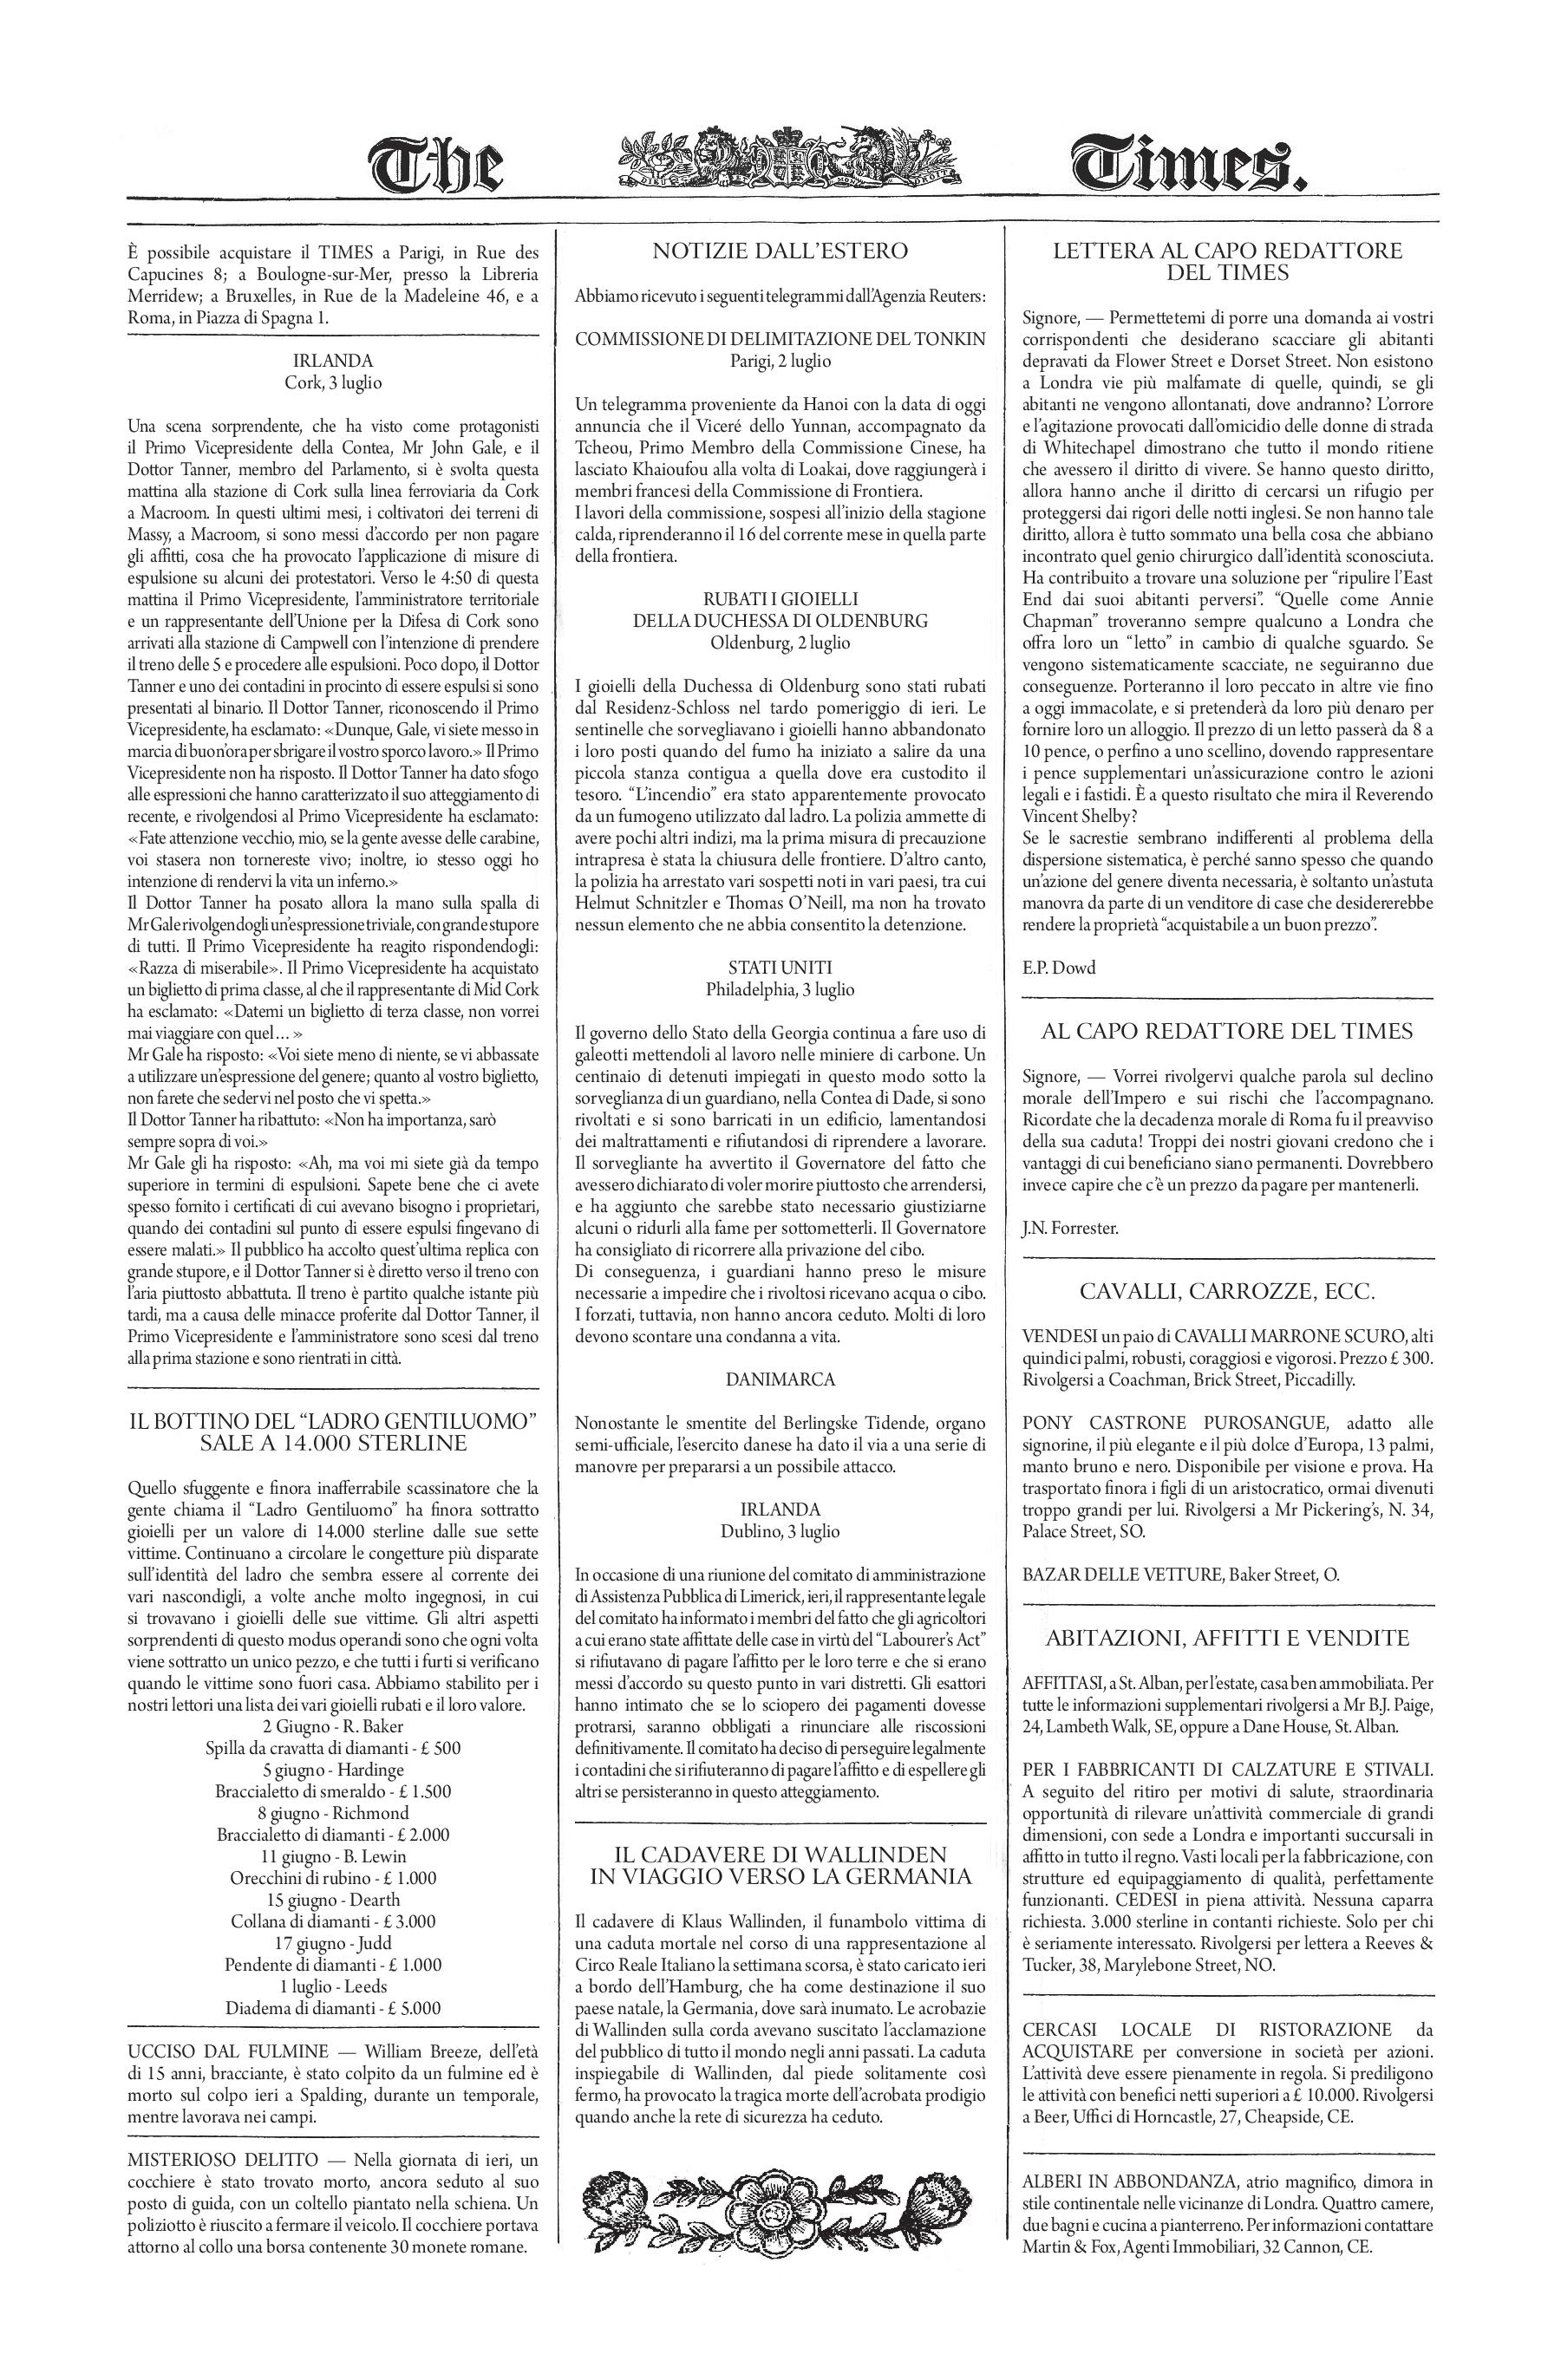 The Times.
DIEU ET MON DROIT
È possibile acquistare il TIMES a Parigi, in Rue des
Capucines 8; a Boulogne-sur-Mer, presso la Libreria
Merridew; a Bruxelles, in Rue de la Madeleine 46, e a
Roma, in Piazza di Spagna 1.
IRLANDA
Cork, 3 luglio
Una scena sorprendente, che ha visto come protagonisti
il Primo Vicepresidente della Contea, Mr John Gale, e il
Dottor Tanner, membro del Parlamento, si è svolta questa
mattina alla stazione di Cork sulla linea ferroviaria da Cork
a Macroom. In questi ultimi mesi, i coltivatori dei terreni di
Massy, a Macroom, si sono messi d'accordo per non pagare
gli affitti, cosa che ha provocato l'applicazione di misure di
espulsione su alcuni dei protestatori. Verso le 4:50 di questa
mattina il Primo Vicepresidente, l'amministratore territoriale
e un rappresentante dell'Unione per la Difesa di Cork sono
arrivati alla stazione di Campwell con l'intenzione di prendere
il treno delle 5 e procedere alle espulsioni. Poco dopo, il Dottor
Tanner e uno dei contadini in procinto di essere espulsi si sono
presentati al binario. Il Dottor Tanner, riconoscendo il Primo
Vicepresidente, ha esclamato: «Dunque, Gale, vi siete messo in
marcia di buon'ora per sbrigare il vostro sporco lavoro.» Il Primo
Vicepresidente non ha risposto. Il Dottor Tanner ha dato sfogo
alle espressioni che hanno caratterizzato il suo atteggiamento di
recente, e rivolgendosi al Primo Vicepresidente ha esclamato:
«Fate attenzione vecchio, mio, se la gente avesse delle carabine,
voi stasera non tornereste vivo; inoltre, io stesso oggi ho
intenzione di rendervi la vita un inferno.»
Il Dottor Tanner ha posato allora la mano sulla spalla di
Mr Gale rivolgendogli un'espressione triviale, con grande stupore
di tutti. Il Primo Vicepresidente ha reagito rispondendogli:
«Razza di miserabile». Il Primo Vicepresidente ha acquistato
un biglietto di prima classe, al che il rappresentante di Mid Cork
ha esclamato: «Datemi un biglietto di terza classe, non vorrei
mai viaggiare con quel… »
Mr Gale ha risposto: «Voi siete meno di niente, se vi abbassate
a utilizzare un'espressione del genere; quanto al vostro biglietto,
non farete che sedervi nel posto che vi spetta.»
Il Dottor Tanner ha ribattuto: «Non ha importanza, sarò
sempre sopra di voi.»
Mr Gale gli ha risposto: «Ah, ma voi mi siete già da tempo
superiore in termini di espulsioni. Sapete bene che ci avete
spesso fornito i certificati di cui avevano bisogno i proprietari,
quando dei contadini sul punto di essere espulsi fingevano di
essere malati.» Il pubblico ha accolto quest'ultima replica con
grande stupore, e il Dottor Tanner si è diretto verso il treno con
l'aria piuttosto abbattuta. Il treno è partito qualche istante più
tardi, ma a causa delle minacce proferite dal Dottor Tanner, il
Primo Vicepresidente e l'amministratore sono scesi dal treno
alla prima stazione e sono rientrati in città.
IL BOTTINO DEL “LADRO GENTILUOMO”
SALE A 14.000 STERLINE
Quello sfuggente e finora inafferrabile scassinatore che la
gente chiama il “Ladro Gentiluomo” ha finora sottratto
gioielli per un valore di 14.000 sterline dalle sue sette
vittime. Continuano a circolare le congetture più disparate
sull'identità del ladro che sembra essere al corrente dei
vari nascondigli, a volte anche molto ingegnosi, in cui
si trovavano i gioielli delle sue vittime. Gli altri aspetti
sorprendenti di questo modus operandi sono che ogni volta
viene sottratto un unico pezzo, e che tutti i furti si verificano
quando le vittime sono fuori casa. Abbiamo stabilito per i
nostri lettori una lista dei vari gioielli rubati e il loro valore.
2 Giugno - R. Baker
Spilla da cravatta di diamanti - £ 500
5 giugno - Hardinge
Braccialetto di smeraldo - £ 1.500
8 giugno - Richmond
Braccialetto di diamanti - £ 2.000
11 giugno - B. Lewin
Orecchini di rubino - £ 1.000
15 giugno - Dearth
Collana di diamanti - £ 3.000
17 giugno - Judd
Pendente di diamanti - £ 1.000
1 luglio - Leeds
Diadema di diamanti - £ 5.000
UCCISO DAL FULMINE — William Breeze, dell'età
di 15 anni, bracciante, è stato colpito da un fulmine ed è
morto sul colpo ieri a Spalding, durante un temporale,
mentre lavorava nei campi.
MISTERIOSO DELITTO — Nella giornata di ieri, un
cocchiere è stato trovato morto, ancora seduto al suo
posto di guida, con un coltello piantato nella schiena. Un
poliziotto è riuscito a fermare il veicolo. Il cocchiere portava
attorno al collo una borsa contenente 30 monete romane.
NOTIZIE DALL'ESTERO
Abbiamo ricevuto i seguenti telegrammi dall'Agenzia Reuters:
COMMISSIONE DI DELIMITAZIONE DEL TONKIN
Parigi, 2 luglio
Un telegramma proveniente da Hanoi con la data di oggi
annuncia che il Viceré dello Yunnan, accompagnato da
Tcheou, Primo Membro della Commissione Cinese, ha
lasciato Khaioufou alla volta di Loakai, dove raggiungerà i
membri francesi della Commissione di Frontiera.
I lavori della commissione, sospesi all'inizio della stagione
calda, riprenderanno il 16 del corrente mese in quella parte
della frontiera.
RUBATI I GIOIELLI
DELLA DUCHESSA DI OLDENBURG
Oldenburg, 2 luglio
I gioielli della Duchessa di Oldenburg sono stati rubati
dal Residenz-Schloss nel tardo pomeriggio di ieri. Le
sentinelle che sorvegliavano i gioielli hanno abbandonato
i loro posti quando del fumo ha iniziato a salire da una
piccola stanza contigua a quella dove era custodito il
tesoro. “L'incendio” era stato apparentemente provocato
da un fumogeno utilizzato dal ladro. La polizia ammette di
avere pochi altri indizi, ma la prima misura di precauzione
intrapresa è stata la chiusura delle frontiere. D'altro canto,
la polizia ha arrestato vari sospetti noti in vari paesi, tra cui
Helmut Schnitzler e Thomas O'Neill, ma non ha trovato
nessun elemento che ne abbia consentito la detenzione.
STATI UNITI
Philadelphia, 3 luglio
Il governo dello Stato della Georgia continua a fare uso di
galeotti mettendoli al lavoro nelle miniere di carbone. Un
centinaio di detenuti impiegati in questo modo sotto la
sorveglianza di un guardiano, nella Contea di Dade, si sono
rivoltati e si sono barricati in un edificio, lamentandosi
dei maltrattamenti e rifiutandosi di riprendere a lavorare.
Il sorvegliante ha avvertito il Governatore del fatto che
avessero dichiarato di voler morire piuttosto che arrendersi,
e ha aggiunto che sarebbe stato necessario giustiziarne
alcuni o ridurli alla fame per sottometterli. Il Governatore
ha consigliato di ricorrere alla privazione del cibo.
Di conseguenza, i guardiani hanno preso le misure
necessarie a impedire che i rivoltosi ricevano acqua o cibo.
I forzati, tuttavia, non hanno ancora ceduto. Molti di loro
devono scontare una condanna a vita.
DANIMARCA
Nonostante le smentite del Berlingske Tidende, organo
semi-ufficiale, l'esercito danese ha dato il via a una serie di
manovre per prepararsi a un possibile attacco.
IRLANDA
Dublino, 3 luglio
In occasione di una riunione del comitato di amministrazione
di Assistenza Pubblica di Limerick, ieri, il rappresentante legale
del comitato ha informato i membri del fatto che gli agricoltori
a cui erano state affittate delle case in virtù del “Labourer's Act”
si rifiutavano di pagare l'affitto per le loro terre e che si erano
messi d'accordo su questo punto in vari distretti. Gli esattori
hanno intimato che se lo sciopero dei pagamenti dovesse
protrarsi, saranno obbligati a rinunciare alle riscossioni
definitivamente. Il comitato ha deciso di perseguire legalmente
i contadini che si rifiuteranno di pagare l'affitto e di espellere gli
altri se persisteranno in questo atteggiamento.
IL CADAVERE DI WALLINDEN
IN VIAGGIO VERSO LA GERMANIA
Il cadavere di Klaus Wallinden, il funambolo vittima di
una caduta mortale nel corso di una rappresentazione al
Circo Reale Italiano la settimana scorsa, è stato caricato ieri
a bordo dell'Hamburg, che ha come destinazione il suo
paese natale, la Germania, dove sarà inumato. Le acrobazie
di Wallinden sulla corda avevano suscitato l'acclamazione
del pubblico di tutto il mondo negli anni passati. La caduta
inspiegabile di Wallinden, dal piede solitamente così
fermo, ha provocato la tragica morte dell'acrobata prodigio
quando anche la rete di sicurezza ha ceduto.
LETTERA AL CAPO REDATTORE
DEL TIMES
Signore, — Permettetemi di porre una domanda ai vostri
corrispondenti che desiderano scacciare gli abitanti
depravati da Flower Street e Dorset Street. Non esistono
a Londra vie più malfamate di quelle, quindi, se gli
abitanti ne vengono allontanati, dove andranno? L'orrore
e l'agitazione provocati dall'omicidio delle donne di strada
di Whitechapel dimostrano che tutto il mondo ritiene
che avessero il diritto di vivere. Se hanno questo diritto,
allora hanno anche il diritto di cercarsi un rifugio per
proteggersi dai rigori delle notti inglesi. Se non hanno tale
diritto, allora è tutto sommato una bella cosa che abbiano
incontrato quel genio chirurgico dall'identità sconosciuta.
Ha contribuito a trovare una soluzione per “ripulire l'East
End dai suoi abitanti perversi”. “Quelle come Annie
Chapman” troveranno sempre qualcuno a Londra che
offra loro un “letto” in cambio di qualche sguardo. Se
vengono sistematicamente scacciate, ne seguiranno due
conseguenze. Porteranno il loro peccato in altre vie fino
a oggi immacolate, e si pretenderà da loro più denaro per
fornire loro un alloggio. Il prezzo di un letto passerà da 8 a
10 pence, o perfino a uno scellino, dovendo rappresentare
i pence supplementari un'assicurazione contro le azioni
legali e i fastidi. È a questo risultato che mira il Reverendo
Vincent Shelby?
Se le sacrestie sembrano indifferenti al problema della
dispersione sistematica, è perché sanno spesso che quando
un'azione del genere diventa necessaria, è soltanto un'astuta
manovra da parte di un venditore di case che desidererebbe
rendere la proprietà “acquistabile a un buon prezzo”.
E.P. Dowd
AL CAPO REDATTORE DEL TIMES
Signore, — Vorrei rivolgervi qualche parola sul declino
morale dell'Impero e sui rischi che l'accompagnano.
Ricordate che la decadenza morale di Roma fu il preavviso
della sua caduta! Troppi dei nostri giovani credono che i
vantaggi di cui beneficiano siano permanenti. Dovrebbero
invece capire che c'è un prezzo da pagare per mantenerli.
J.N. Forrester.
CAVALLI, CARROZZE, ECC.
VENDESI un paio di CAVALLI MARRONE SCURO, alti
quindici palmi, robusti, coraggiosi e vigorosi. Prezzo £ 300.
Rivolgersi a Coachman, Brick Street, Piccadilly.
PONY CASTRONE PUROSANGUE, adatto alle
signorine, il più elegante e il più dolce d'Europa, 13 palmi,
manto bruno e nero. Disponibile per visione e prova. Ha
trasportato finora i figli di un aristocratico, ormai divenuti
troppo grandi per lui. Rivolgersi a Mr Pickering's, N. 34,
Palace Street, SO.
BAZAR DELLE VETTURE, Baker Street, O.
ABITAZIONI, AFFITTI E VENDITE
AFFITTASI, a St. Alban, per l'estate, casa ben ammobiliata. Per
tutte le informazioni supplementari rivolgersi a Mr B.J. Paige,
24, Lambeth Walk, SE, oppure a Dane House, St. Alban.
PER I FABBRICANTI DI CALZATURE E STIVALI.
A seguito del ritiro per motivi di salute, straordinaria
opportunità di rilevare un'attività commerciale di grandi
dimensioni, con sede a Londra e importanti succursali in
affitto in tutto il regno. Vasti locali per la fabbricazione, con
strutture ed equipaggiamento di qualità, perfettamente
funzionanti. CEDESI in piena attività. Nessuna caparra
richiesta. 3.000 sterline in contanti richieste. Solo per chi
è seriamente interessato. Rivolgersi per lettera a Reeves &
Tucker, 38, Marylebone Street, NO.
CERCASI LOCALE DI RISTORAZIONE da
ACQUISTARE per conversione in società per azioni.
L'attività deve essere pienamente in regola. Si prediligono
le attività con benefici netti superiori a £ 10.000. Rivolgersi
a Beer, Uffici di Horncastle, 27, Cheapside, CE.
ALBERI IN ABBONDANZA, atrio magnifico, dimora in
stile continentale nelle vicinanze di Londra. Quattro camere,
due bagni e cucina a pianterreno. Per informazioni contattare
Martin & Fox, Agenti Immobiliari, 32 Cannon, CE.